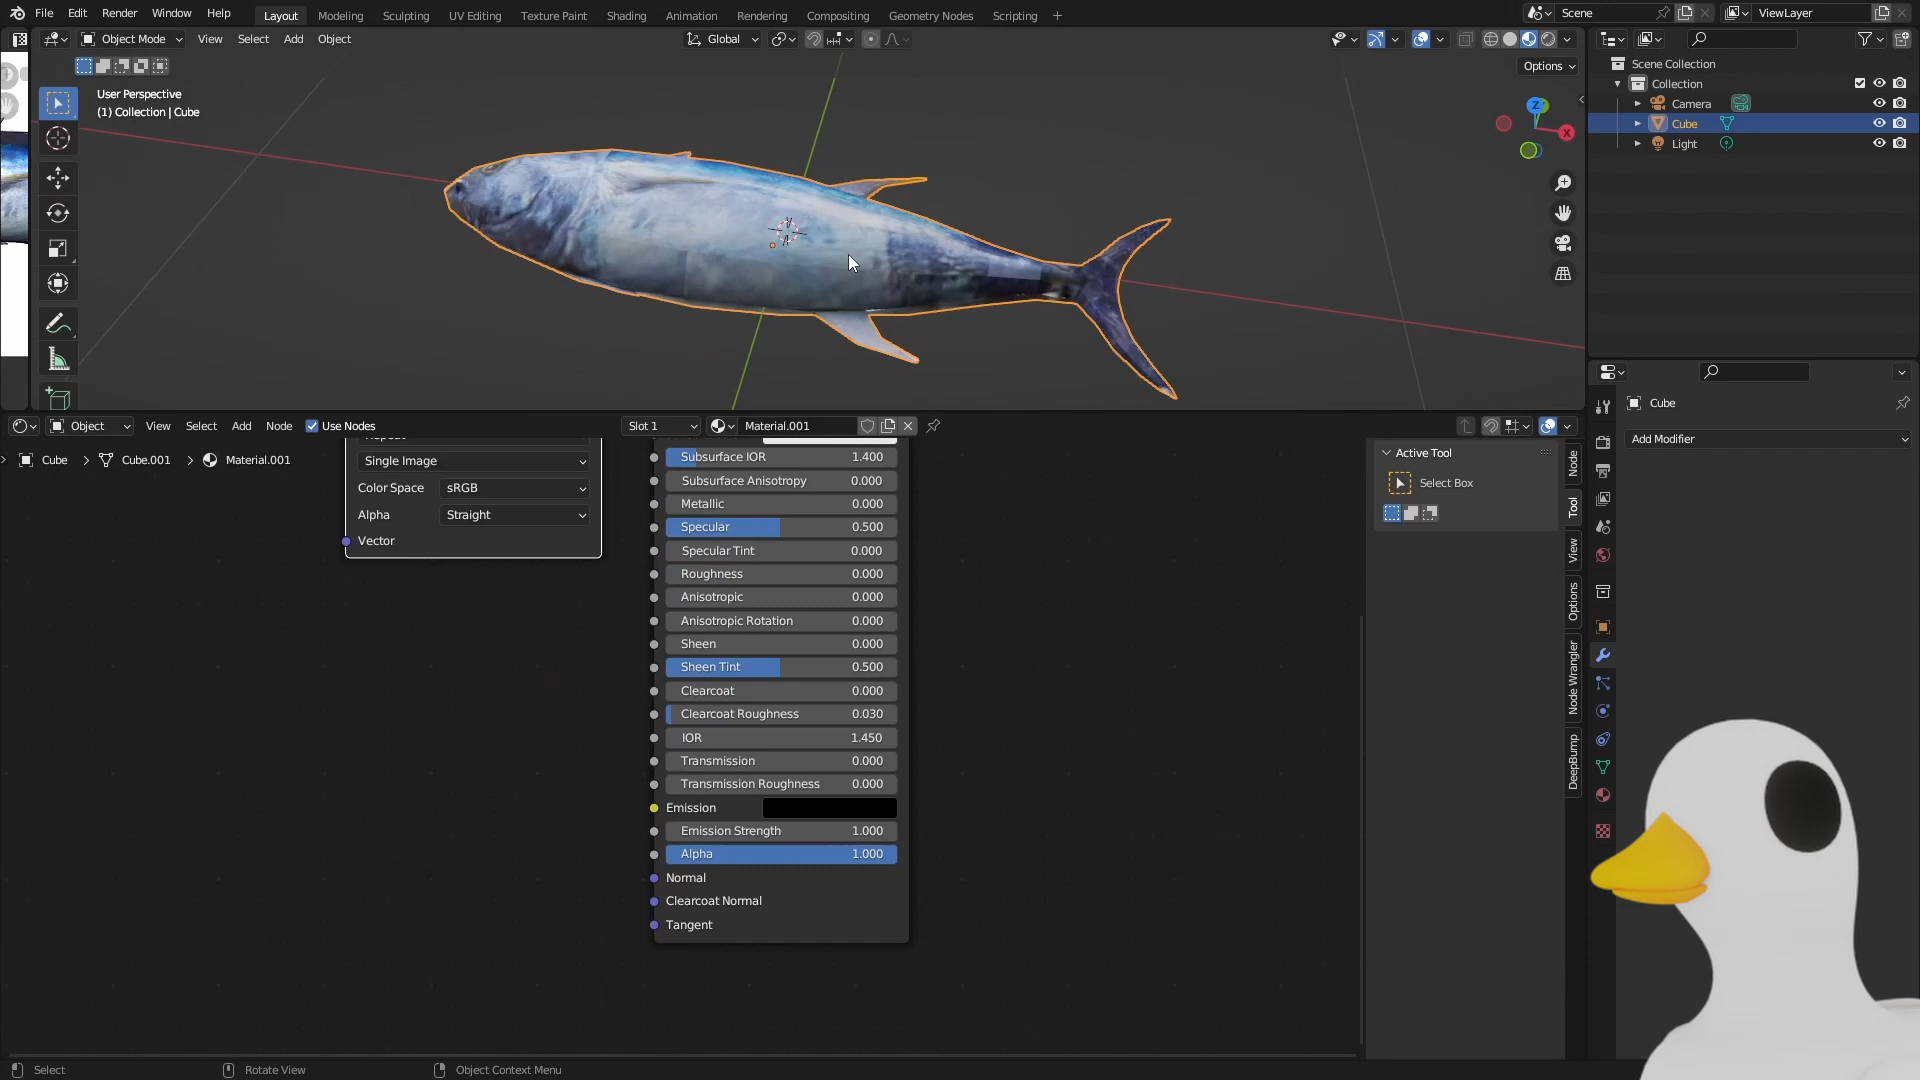 File Edit Render Window Help Layout Modeling Sculpting UV Editing Texture Paint Shading Animation Rendering Compositing Geometry Nodes Scripting + Scene ViewLayer
Object Mode View Select Add Object Global
Options
User Perspective
(1) Collection | Cube
Z
X
Scene Collection
Collection
Camera
Cube
Light
Cube
Add Modifier
Object View Select Add Node Use Nodes Slot 1 Material.001
Cube > Cube.001 > Material.001
Single Image
Color Space sRGB
Alpha Straight
Vector
Subsurface IOR 1.400
Subsurface Anisotropy 0.000
Metallic 0.000
Specular 0.500
Specular Tint 0.000
Roughness 0.000
Anisotropic 0.000
Anisotropic Rotation 0.000
Sheen 0.000
Sheen Tint 0.500
Clearcoat 0.000
Clearcoat Roughness 0.030
IOR 1.450
Transmission 0.000
Transmission Roughness 0.000
Emission
Emission Strength 1.000
Alpha 1.000
Normal
Clearcoat Normal
Tangent
Active Tool
Select Box
Node
Tool
View
Options
Node Wrangler
DeepBump
Select Rotate View Object Context Menu